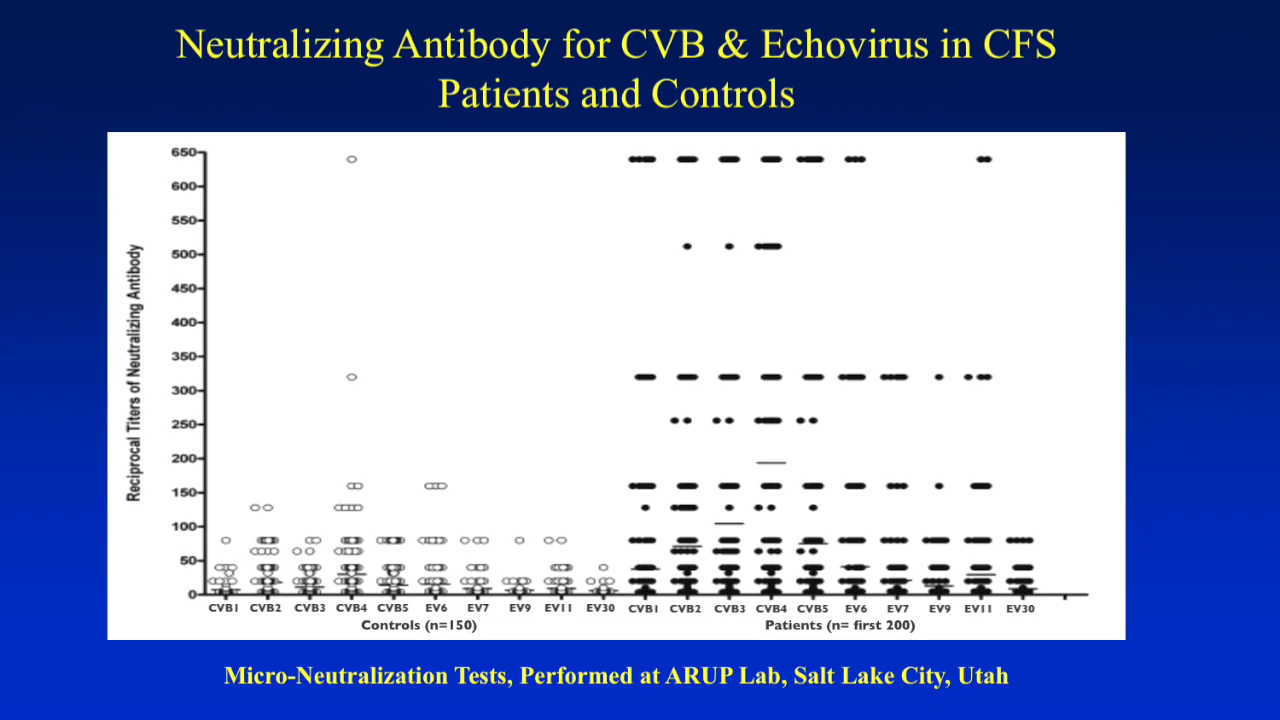 Neutralizing Antibody for CVB & Echovirus in CFS
Patients and Controls
Reciprocal Titers of Neutralizing Antibody
650
600
550
500
450
400
350
300
250
200
150
100
50
0
CVB1 CVB2 CVB3 CVB4 CVB5 EV6 EV7 EV9 EV11 EV30 CVB1 CVB2 CVB3 CVB4 CVB5 EV6 EV7 EV9 EV11 EV30
Controls (n=150) Patients (n= first 200)
Micro-Neutralization Tests, Performed at ARUP Lab, Salt Lake City, Utah